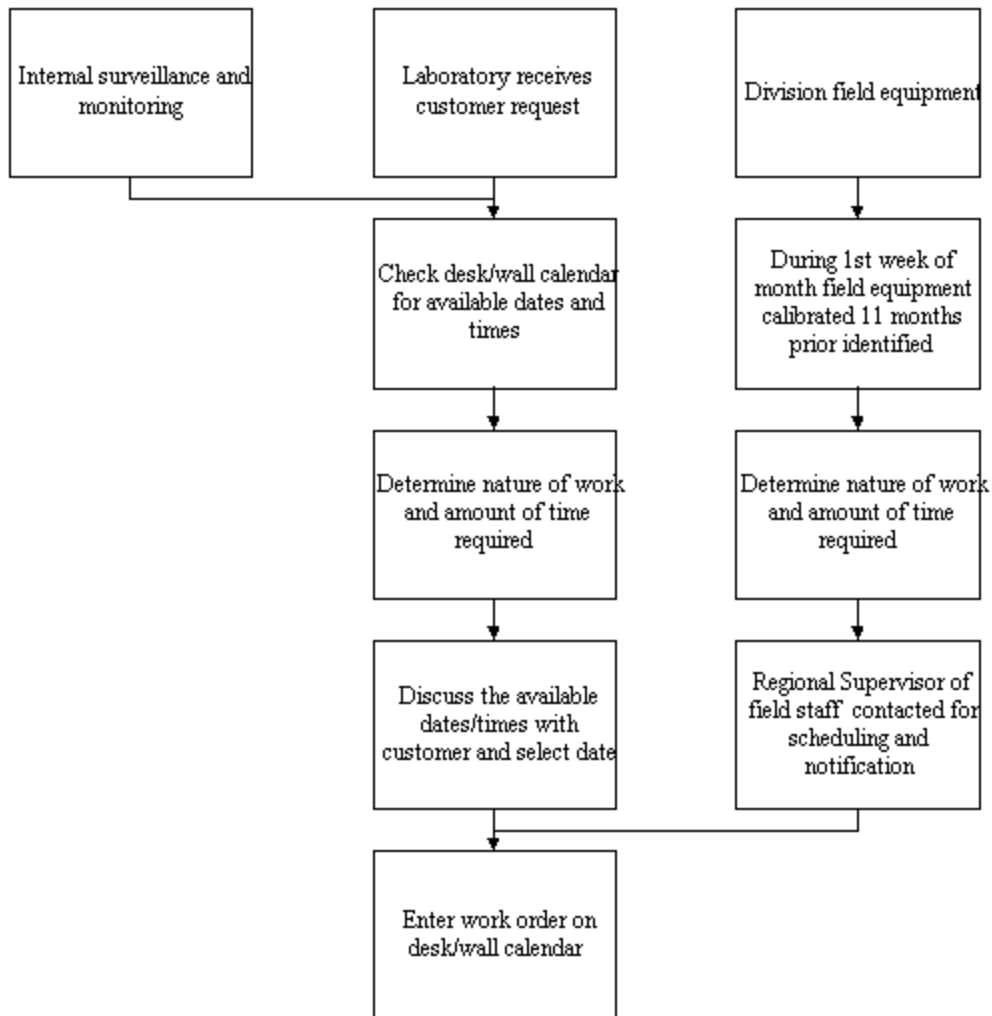 Internal surveillance and
monitoring
Laboratory receives
customer request
Division field equipment
Check desk/wall calendar
for available dates and
times
During 1st week of
month field equipment
calibrated 11 months
prior identified
Determine nature of work
and amount of time
required
Determine nature of work
and amount of time
required
Discuss the available
dates/times with
customer and select date
Regional Supervisor of
field staff contacted for
scheduling and
notification
Enter work order on
desk/wall calendar